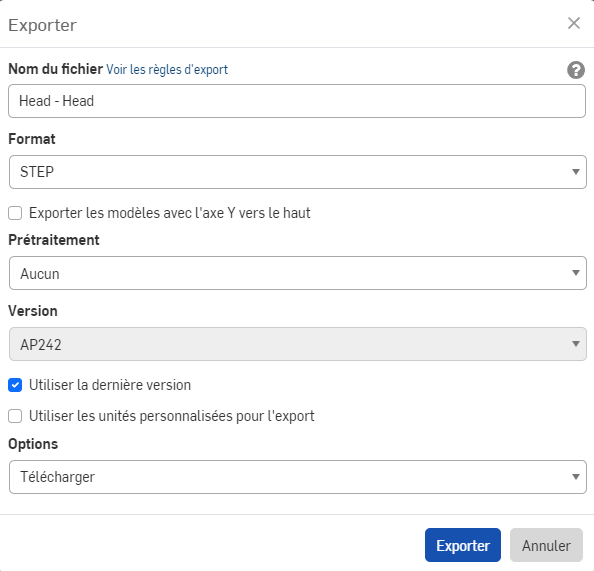 Exporter
Nom du fichier Voir les règles d'export
Head - Head
Format
STEP
Exporter les modèles avec l'axe Y vers le haut
Prétraitement
Aucun
Version
AP242
Utiliser la dernière version
Utiliser les unités personnalisées pour l'export
Options
Télécharger
Exporter Annuler